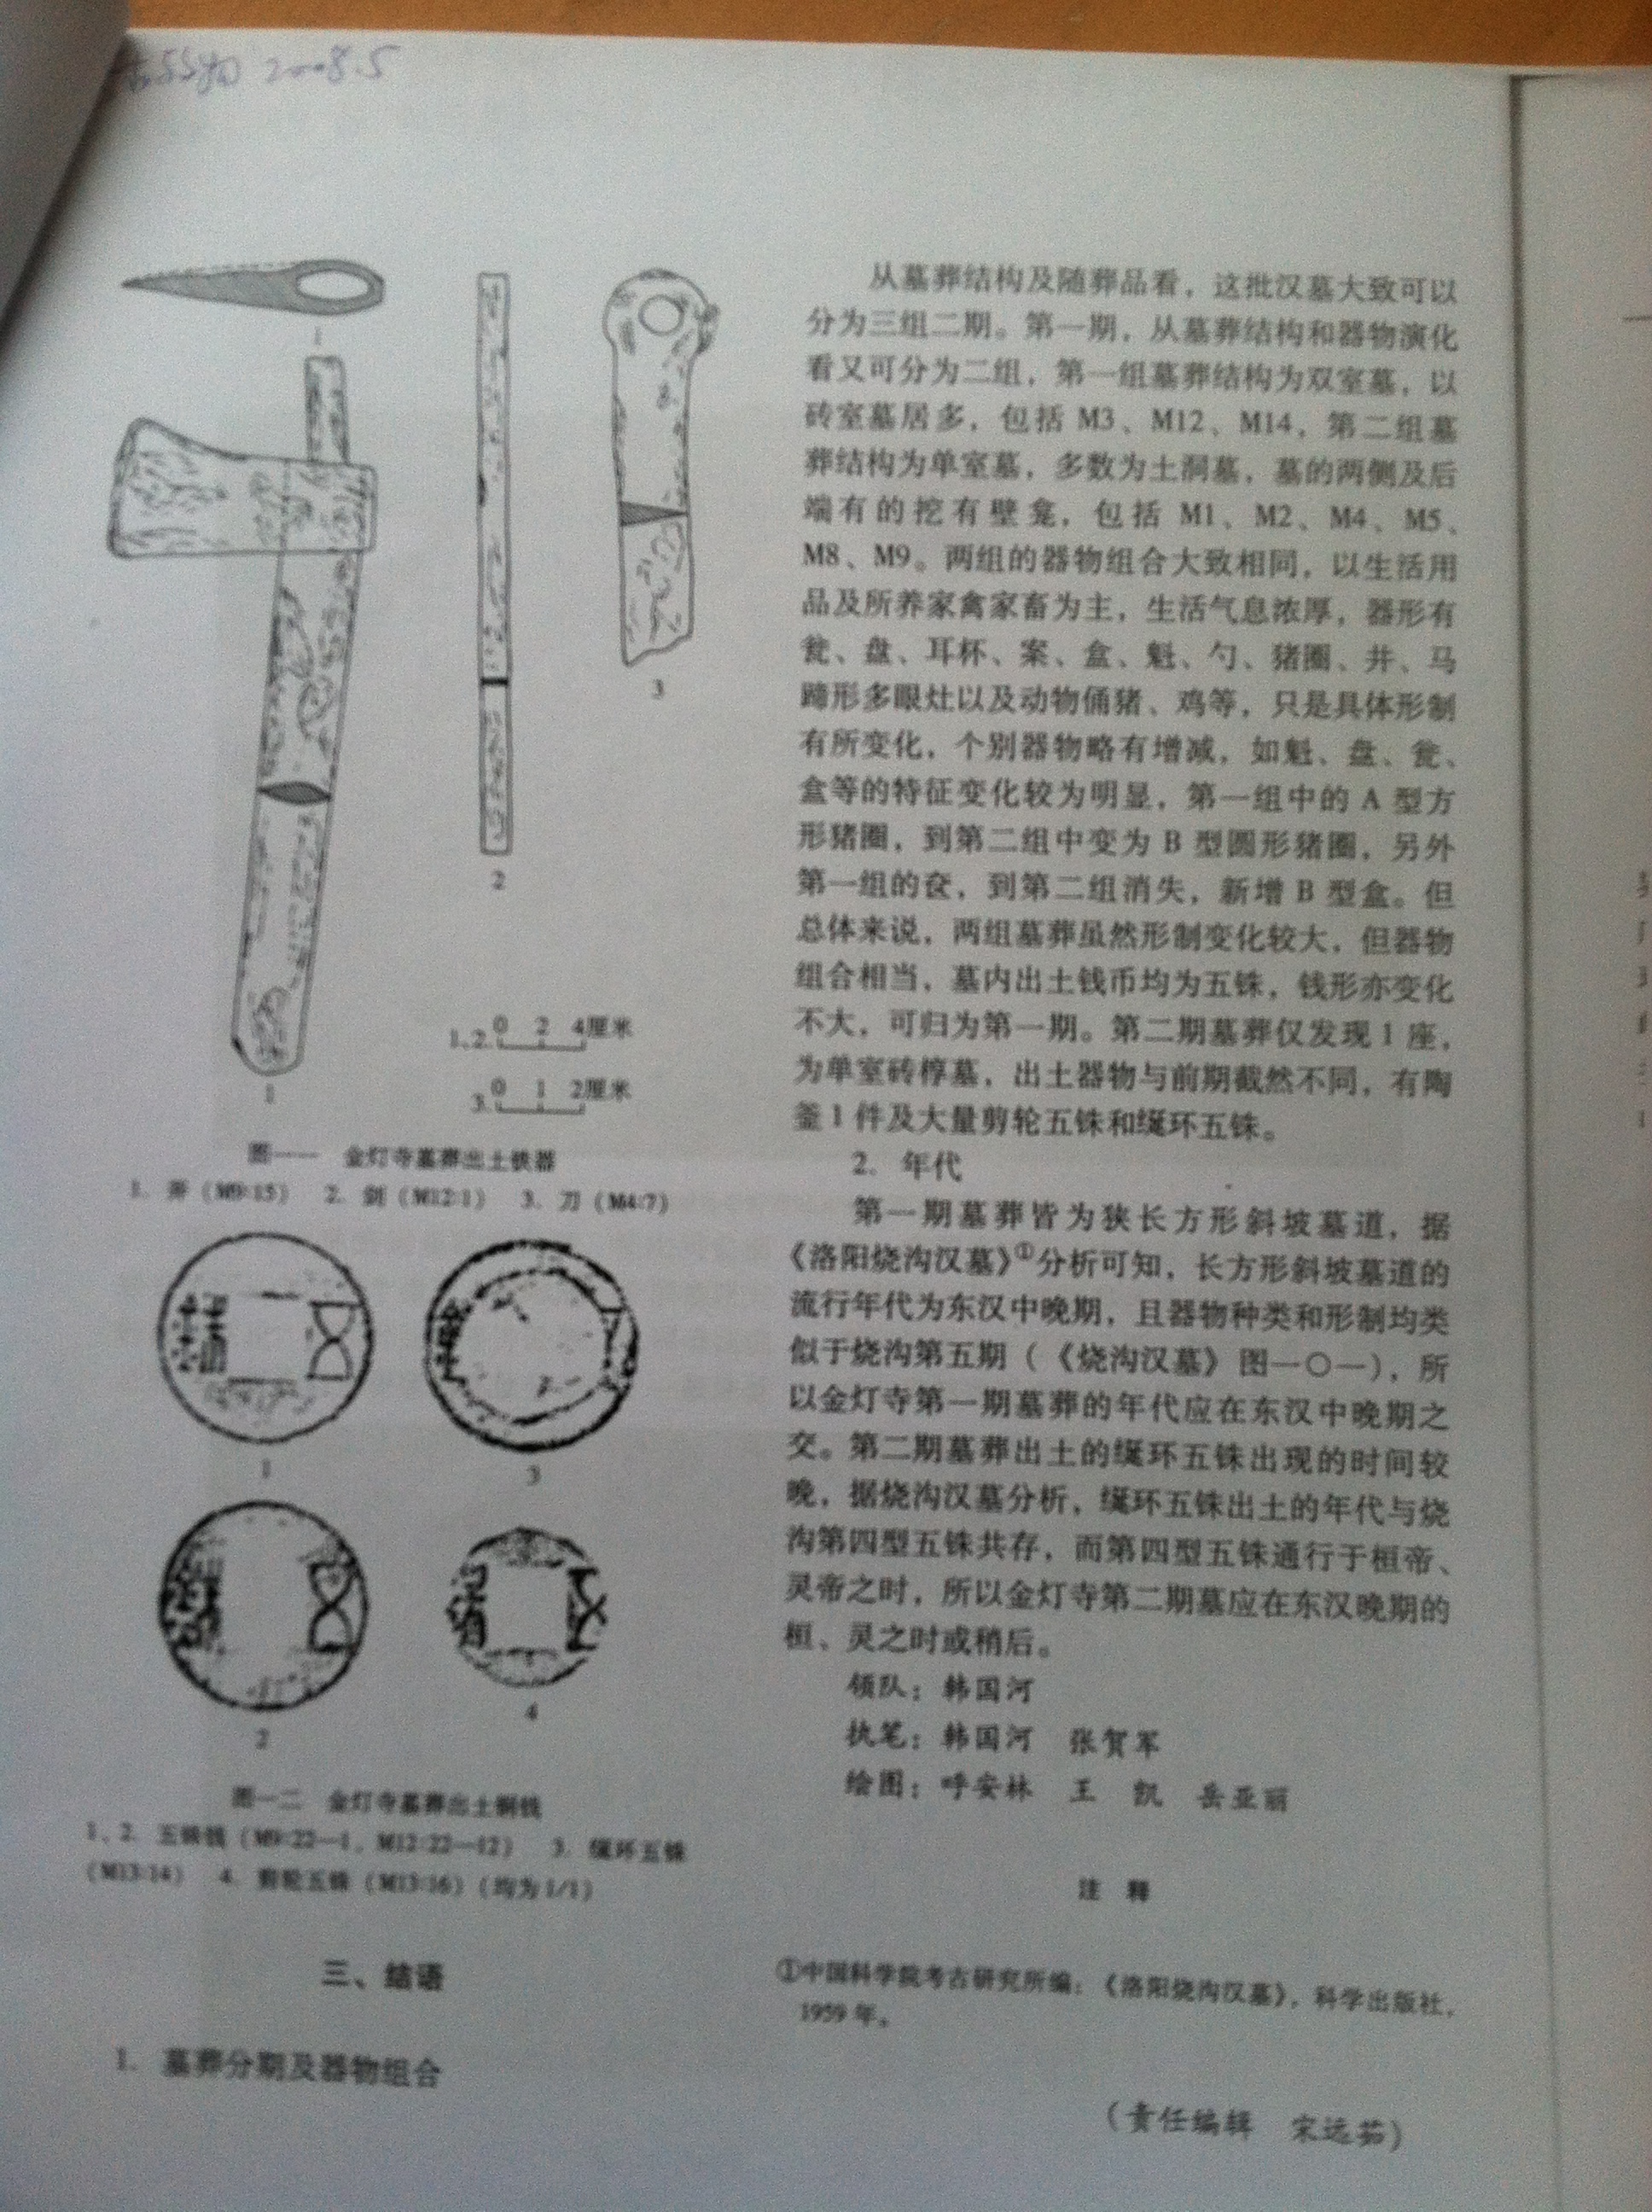 2008.5
1
2
3
1
1,2. 0 2 4厘米
3. 0 1 2厘米
图一一 金灯寺墓葬出土铁器
1. 斧（M9:15） 2. 剑（M12:1） 3. 刀（M4:7）
1
3
2
4
图一二 金灯寺墓葬出土铜钱
1、2. 五铢钱（M9:22—1，M12:22—12） 3. 綖环五铢
（M13:14） 4. 剪轮五铢（M13:16）（均为1/1）
三、结语
1. 墓葬分期及器物组合
从墓葬结构及随葬品看，这批汉墓大致可以
分为三组二期。第一期，从墓葬结构和器物演化
看又可分为二组，第一组墓葬结构为双室墓，以
砖室墓居多，包括 M3、M12、M14，第二组墓
葬结构为单室墓，多数为土洞墓，墓的两侧及后
端有的挖有壁龛，包括 M1、M2、M4、M5、
M8、M9。两组的器物组合大致相同，以生活用
品及所养家禽家畜为主，生活气息浓厚，器形有
瓮、盘、耳杯、案、盒、魁、勺、猪圈、井、马
蹄形多眼灶以及动物俑猪、鸡等，只是具体形制
有所变化，个别器物略有增减，如魁、盘、瓮、
盒等的特征变化较为明显，第一组中的 A 型方
形猪圈，到第二组中变为 B 型圆形猪圈，另外
第一组的奁，到第二组消失，新增 B 型盒。但
总体来说，两组墓葬虽然形制变化较大，但器物
组合相当，墓内出土钱币均为五铢，钱形亦变化
不大，可归为第一期。第二期墓葬仅发现 1 座，
为单室砖椁墓，出土器物与前期截然不同，有陶
釜 1 件及大量剪轮五铢和綖环五铢。
2. 年代
第一期墓葬皆为狭长方形斜坡墓道，据
《洛阳烧沟汉墓》①分析可知，长方形斜坡墓道的
流行年代为东汉中晚期，且器物种类和形制均类
似于烧沟第五期（《烧沟汉墓》图一〇一），所
以金灯寺第一期墓葬的年代应在东汉中晚期之
交。第二期墓葬出土的綖环五铢出现的时间较
晚，据烧沟汉墓分析，綖环五铢出土的年代与烧
沟第四型五铢共存，而第四型五铢通行于桓帝、
灵帝之时，所以金灯寺第二期墓应在东汉晚期的
桓、灵之时或稍后。
领队：韩国河
执笔：韩国河 张贺军
绘图：呼安林 王 凯 岳亚丽
注 释
①中国科学院考古研究所编：《洛阳烧沟汉墓》，科学出版社，
1959 年。
（责任编辑 宋远茹）